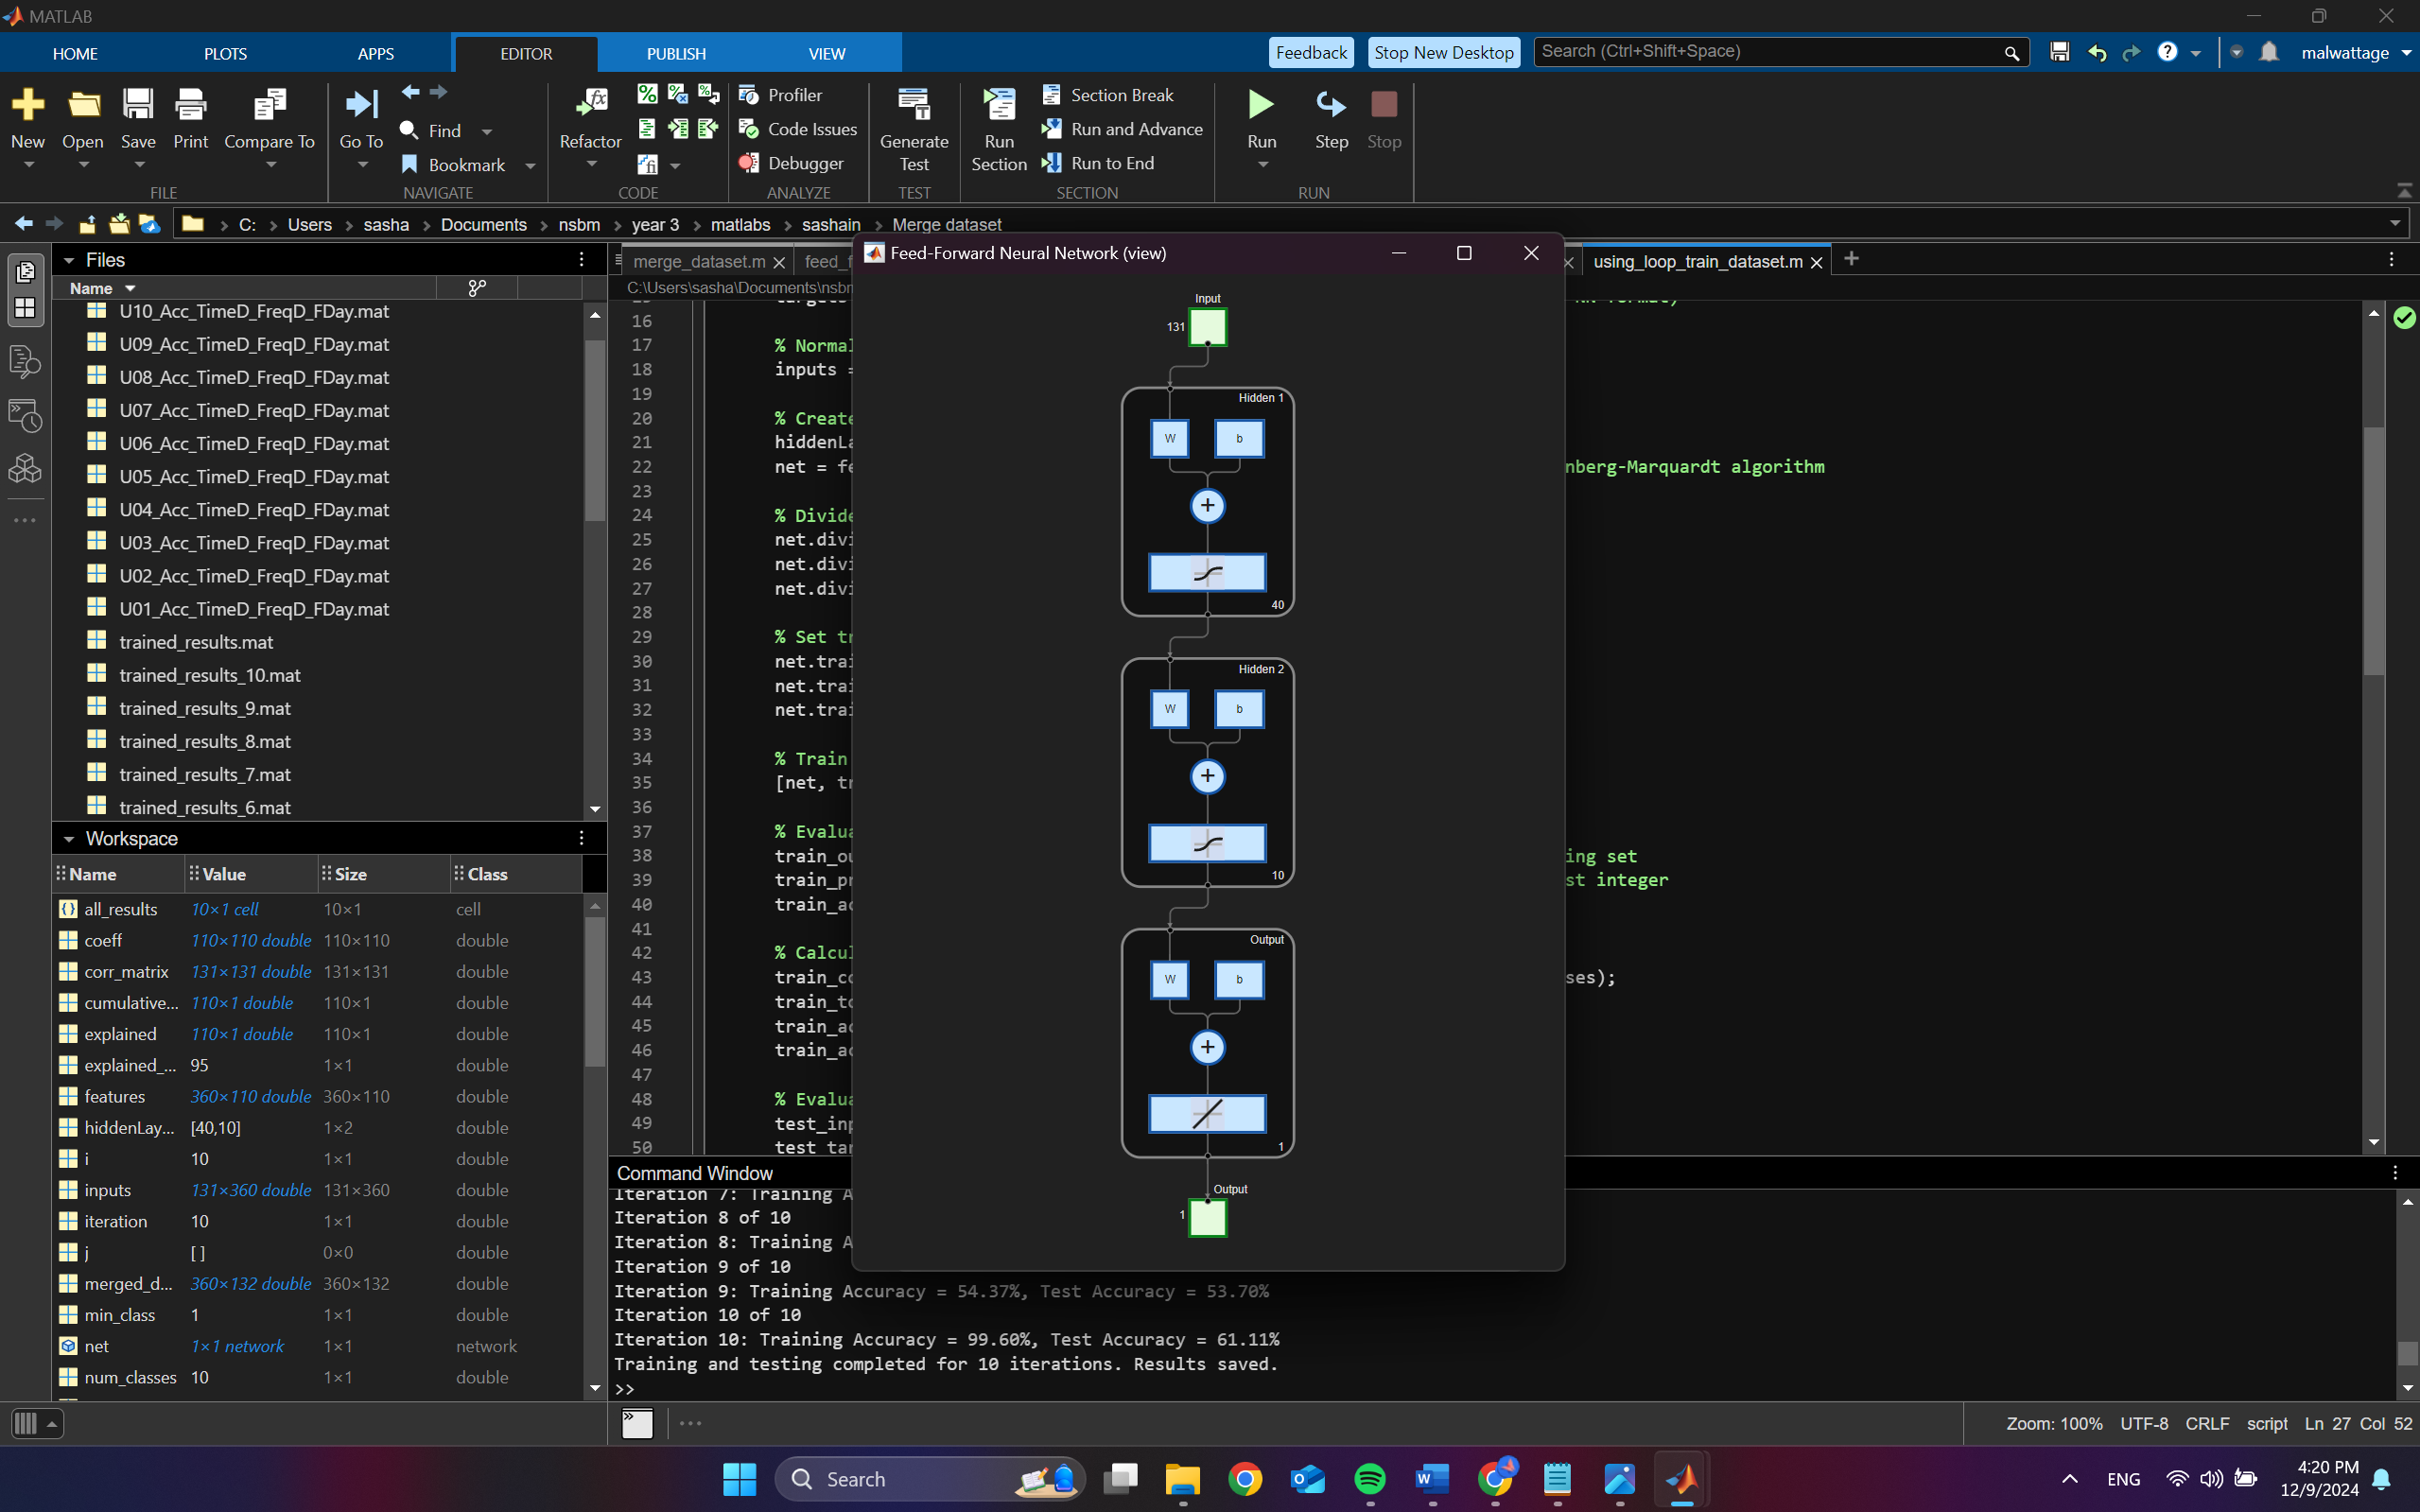 MATLAB
HOME
PLOTS
APPS
EDITOR
PUBLISH
VIEW
Feedback
Stop New Desktop
Search (Ctrl+Shift+Space)
malwattage
New
Open
Save
Print
Compare To
Go To
Find
Bookmark
Refactor
Profiler
Code Issues
Debugger
Generate Test
Run Section
Section Break
Run and Advance
Run to End
Run
Step
Stop
FILE
NAVIGATE
CODE
ANALYZE
TEST
SECTION
RUN
C: › Users › sasha › Documents › nsbm › year 3 › matlabs › sashain › Merge dataset
Files
Name
U10_Acc_TimeD_FreqD_FDay.mat
U09_Acc_TimeD_FreqD_FDay.mat
U08_Acc_TimeD_FreqD_FDay.mat
U07_Acc_TimeD_FreqD_FDay.mat
U06_Acc_TimeD_FreqD_FDay.mat
U05_Acc_TimeD_FreqD_FDay.mat
U04_Acc_TimeD_FreqD_FDay.mat
U03_Acc_TimeD_FreqD_FDay.mat
U02_Acc_TimeD_FreqD_FDay.mat
U01_Acc_TimeD_FreqD_FDay.mat
trained_results.mat
trained_results_10.mat
trained_results_9.mat
trained_results_8.mat
trained_results_7.mat
trained_results_6.mat
Workspace
Name Value Size Class
all_results 10×1 cell 10×1 cell
coeff 110×110 double 110×110 double
corr_matrix 131×131 double 131×131 double
cumulative... 110×1 double 110×1 double
explained 110×1 double 110×1 double
explained_... 95 1×1 double
features 360×110 double 360×110 double
hiddenLay... [40,10] 1×2 double
i 10 1×1 double
inputs 131×360 double 131×360 double
iteration 10 1×1 double
j [ ] 0×0 double
merged_d... 360×132 double 360×132 double
min_class 1 1×1 double
net 1×1 network 1×1 network
num_classes 10 1×1 double
merge_dataset.m
feed_f
using_loop_train_dataset.m
C:\Users\sasha\Documents\nsbm
16
17 % Normal
18 inputs =
19
20 % Create
21 hiddenLa
22 net = fe nberg-Marquardt algorithm
23
24 % Divide
25 net.divi
26 net.divi
27 net.divi
28
29 % Set tr
30 net.trai
31 net.trai
32 net.trai
33
34 % Train
35 [net, tr
36
37 % Evalua
38 train_ou ing set
39 train_pr st integer
40 train_ac
41
42 % Calcul
43 train_co ses);
44 train_to
45 train_ac
46 train_ac
47
48 % Evalua
49 test_inp
50 test_tar
Feed-Forward Neural Network (view)
Input
131
Hidden 1
W b
+
40
Hidden 2
W b
+
10
Output
W b
+
1
Output
1
Command Window
Iteration 7: Training A
Iteration 8 of 10
Iteration 8: Training A
Iteration 9 of 10
Iteration 9: Training Accuracy = 54.37%, Test Accuracy = 53.70%
Iteration 10 of 10
Iteration 10: Training Accuracy = 99.60%, Test Accuracy = 61.11%
Training and testing completed for 10 iterations. Results saved.
>>
Zoom: 100% UTF-8 CRLF script Ln 27 Col 52
Search
ENG
4:20 PM
12/9/2024